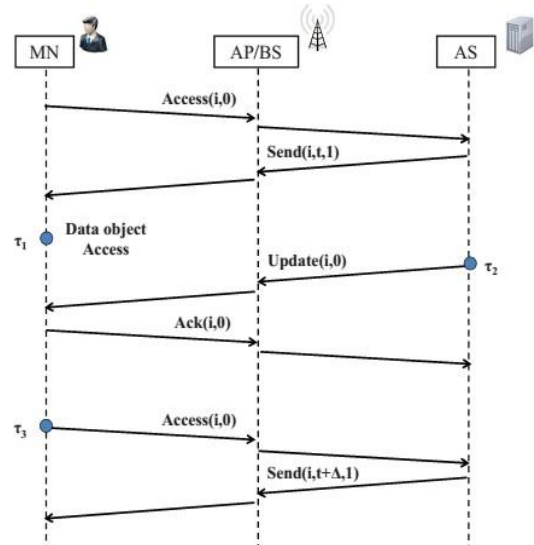 MN
AP/BS
AS
Access(i,0)
Send(i,t,1)
τ1
Data object
Access
Update(i,0)
τ2
Ack(i,0)
τ3
Access(i,0)
Send(i,t+Δ,1)